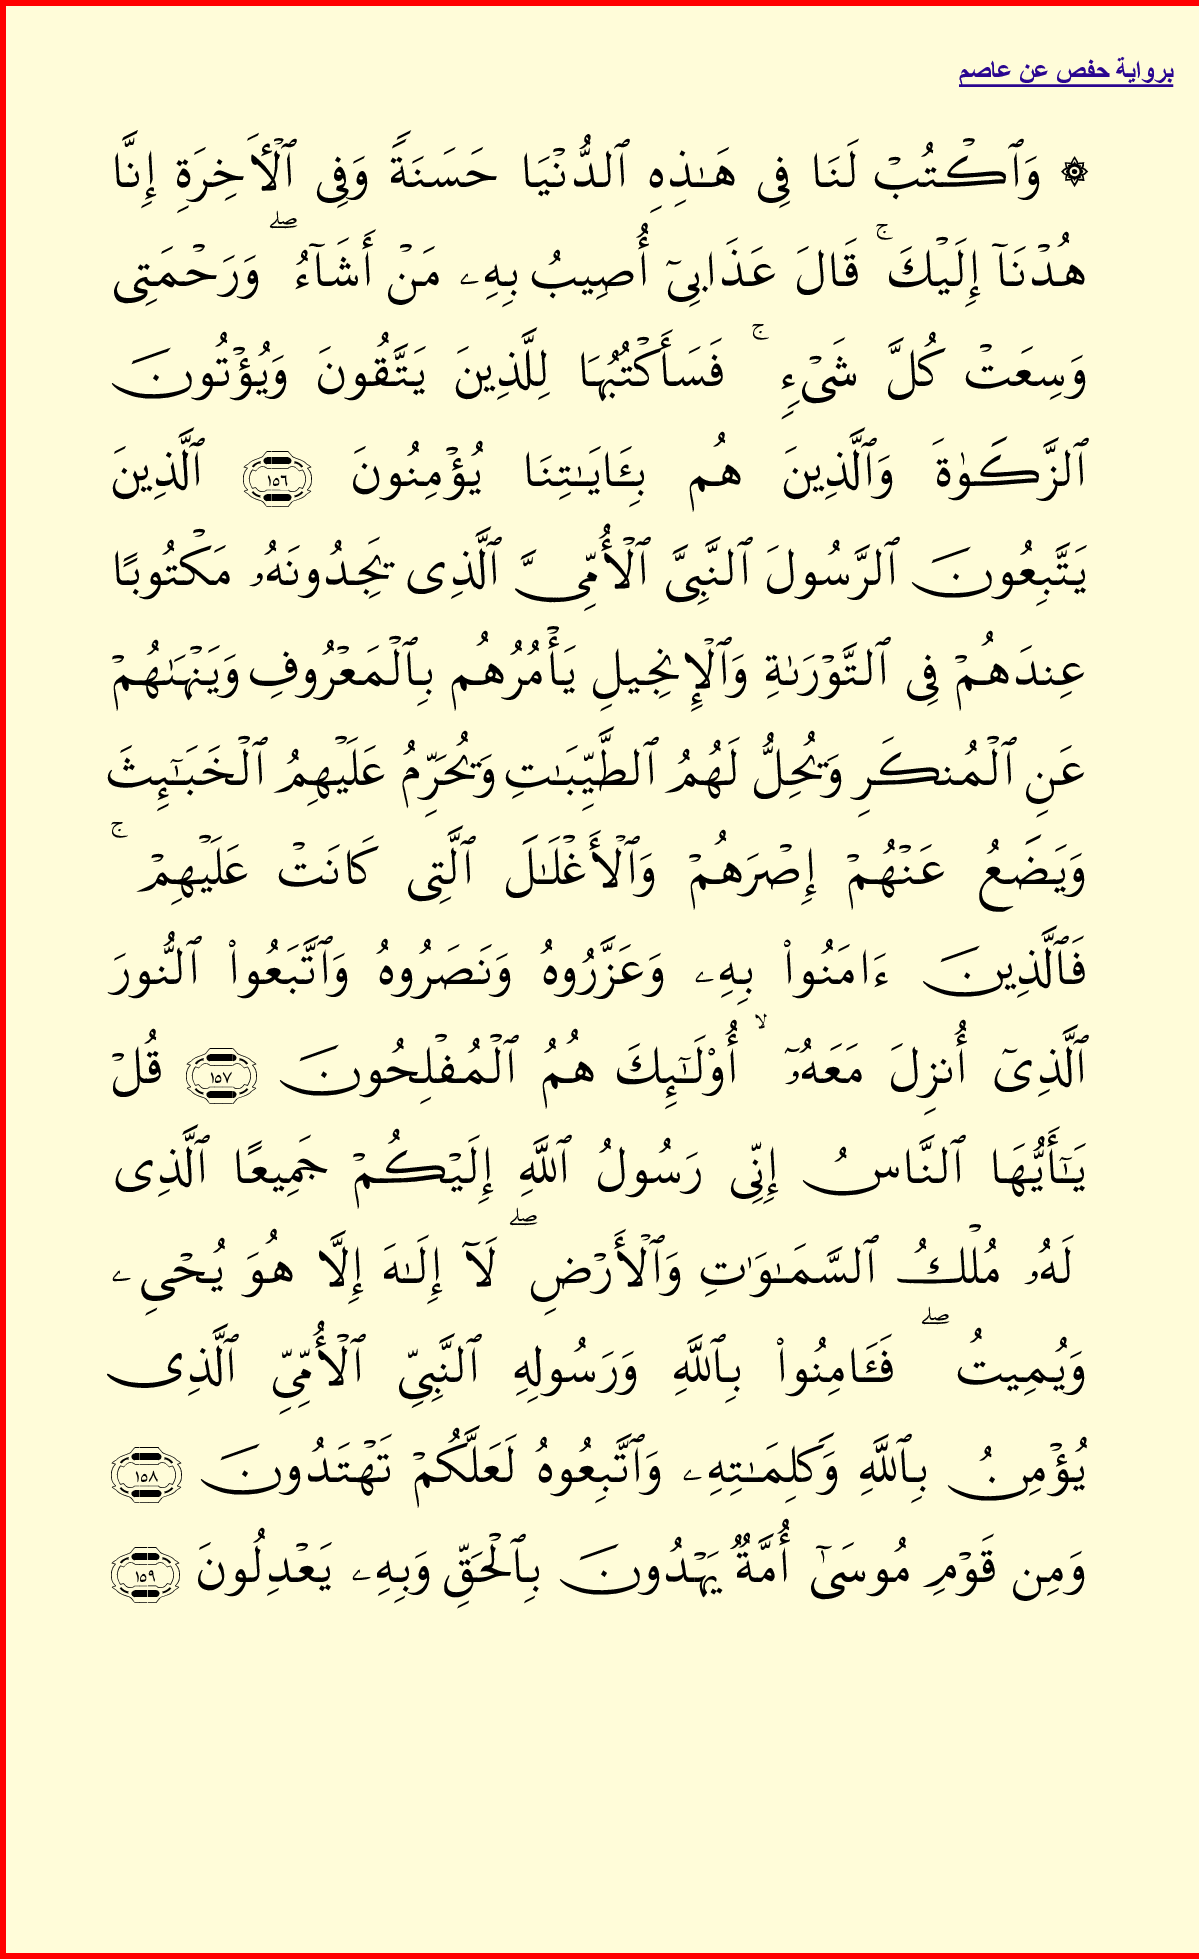 برواية حفص عن عاصم
۞ وَٱكۡتُبۡ لَنَا فِى هَـٰذِهِ ٱلدُّنۡيَا حَسَنَةً وَفِى ٱلۡأَخِرَةِ إِنَّا
هُدۡنَآ إِلَيۡكَ‌ۚ قَالَ عَذَابِىٓ أُصِيبُ بِهِۦ مَنۡ أَشَآءُ‌ۖ وَرَحۡمَتِى
وَسِعَتۡ كُلَّ شَىۡءٍ‌ۚ فَسَأَڪۡتُبُہَا لِلَّذِينَ يَتَّقُونَ وَيُؤۡتُونَ
ٱلزَّڪَوٰةَ وَٱلَّذِينَ هُم بِـَٔايَـٰتِنَا يُؤۡمِنُونَ ١٥٦ ٱلَّذِينَ
يَتَّبِعُونَ ٱلرَّسُولَ ٱلنَّبِىَّ ٱلۡأُمِّىَّ ٱلَّذِى يَجِدُونَهُ ۥ مَكۡتُوبًا
عِندَهُمۡ فِى ٱلتَّوۡرَٮٰةِ وَٱلۡإِنجِيلِ يَأۡمُرُهُم بِٱلۡمَعۡرُوفِ وَيَنۡہَٮٰهُمۡ
عَنِ ٱلۡمُنڪَرِ وَيُحِلُّ لَهُمُ ٱلطَّيِّبَـٰتِ وَيُحَرِّمُ عَلَيۡهِمُ ٱلۡخَبَـٰٓٮِٕثَ
وَيَضَعُ عَنۡهُمۡ إِصۡرَهُمۡ وَٱلۡأَغۡلَـٰلَ ٱلَّتِى كَانَتۡ عَلَيۡهِمۡ‌ۚ
فَٱلَّذِينَ ءَامَنُواْ بِهِۦ وَعَزَّرُوهُ وَنَصَرُوهُ وَٱتَّبَعُواْ ٱلنُّورَ
ٱلَّذِىٓ أُنزِلَ مَعَهُ ۥۤ‌ۙ أُوْلَـٰٓٮِٕكَ هُمُ ٱلۡمُفۡلِحُونَ ١٥٧ قُلۡ
يَـٰٓأَيُّهَا ٱلنَّاسُ إِنِّى رَسُولُ ٱللَّهِ إِلَيۡڪُمۡ جَمِيعًا ٱلَّذِى
لَهُ ۥ مُلۡكُ ٱلسَّمَـٰوَٲتِ وَٱلۡأَرۡضِ‌ۖ لَآ إِلَـٰهَ إِلَّا هُوَ يُحۡىِۦ
وَيُمِيتُ‌ۖ فَـَٔامِنُواْ بِٱللَّهِ وَرَسُولِهِ ٱلنَّبِىِّ ٱلۡأُمِّىِّ ٱلَّذِى
يُؤۡمِنُ بِٱللَّهِ وَڪَلِمَـٰتِهِۦ وَٱتَّبِعُوهُ لَعَلَّڪُمۡ تَهۡتَدُونَ ١٥٨
وَمِن قَوۡمِ مُوسَىٰٓ أُمَّةٌ يَہۡدُونَ بِٱلۡحَقِّ وَبِهِۦ يَعۡدِلُونَ ١٥٩